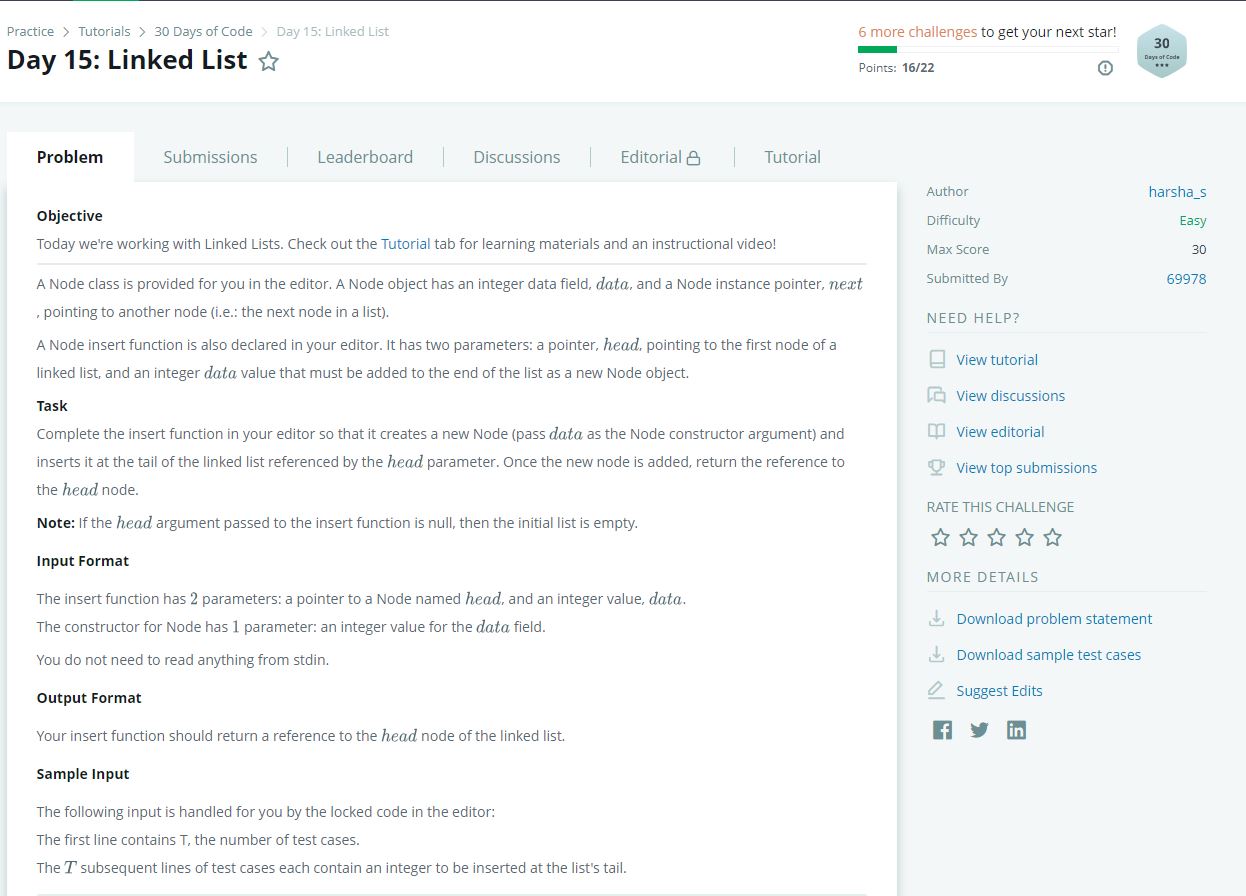 Practice > Tutorials > 30 Days of Code > Day 15: Linked List
Day 15: Linked List
6 more challenges to get your next star!
Points: 16/22
30
Days of Code
Problem
Submissions
Leaderboard
Discussions
Editorial
Tutorial
Objective
Today we're working with Linked Lists. Check out the Tutorial tab for learning materials and an instructional video!
A Node class is provided for you in the editor. A Node object has an integer data field, data, and a Node instance pointer, next
, pointing to another node (i.e.: the next node in a list).
A Node insert function is also declared in your editor. It has two parameters: a pointer, head, pointing to the first node of a
linked list, and an integer data value that must be added to the end of the list as a new Node object.
Task
Complete the insert function in your editor so that it creates a new Node (pass data as the Node constructor argument) and
inserts it at the tail of the linked list referenced by the head parameter. Once the new node is added, return the reference to
the head node.
Note: If the head argument passed to the insert function is null, then the initial list is empty.
Input Format
The insert function has 2 parameters: a pointer to a Node named head, and an integer value, data.
The constructor for Node has 1 parameter: an integer value for the data field.
You do not need to read anything from stdin.
Output Format
Your insert function should return a reference to the head node of the linked list.
Sample Input
The following input is handled for you by the locked code in the editor:
The first line contains T, the number of test cases.
The T subsequent lines of test cases each contain an integer to be inserted at the list's tail.
Author harsha_s
Difficulty Easy
Max Score 30
Submitted By 69978
NEED HELP?
View tutorial
View discussions
View editorial
View top submissions
RATE THIS CHALLENGE
MORE DETAILS
Download problem statement
Download sample test cases
Suggest Edits